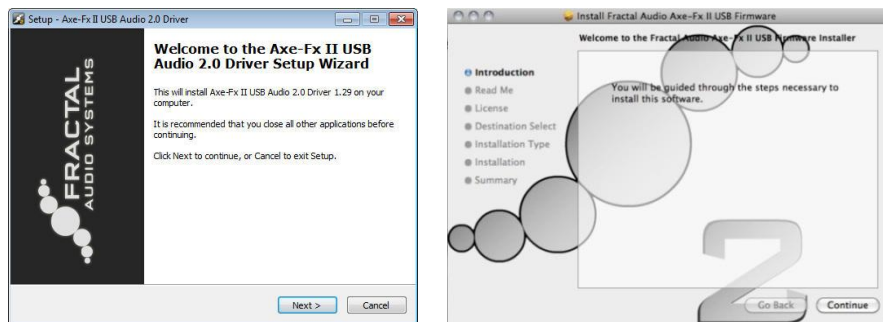 Setup - Axe-Fx II USB Audio 2.0 Driver
FRACTAL
AUDIO SYSTEMS
Welcome to the Axe-Fx II USB
Audio 2.0 Driver Setup Wizard
This will install Axe-Fx II USB Audio 2.0 Driver 1.29 on your
computer.
It is recommended that you close all other applications before
continuing.
Click Next to continue, or Cancel to exit Setup.
Next >
Cancel
Install Fractal Audio Axe-Fx II USB Firmware
Welcome to the Fractal Audio Axe-Fx II USB Firmware Installer
Introduction
Read Me
License
Destination Select
Installation Type
Installation
Summary
You will be guided through the steps necessary to
install this software.
2
Go Back
Continue